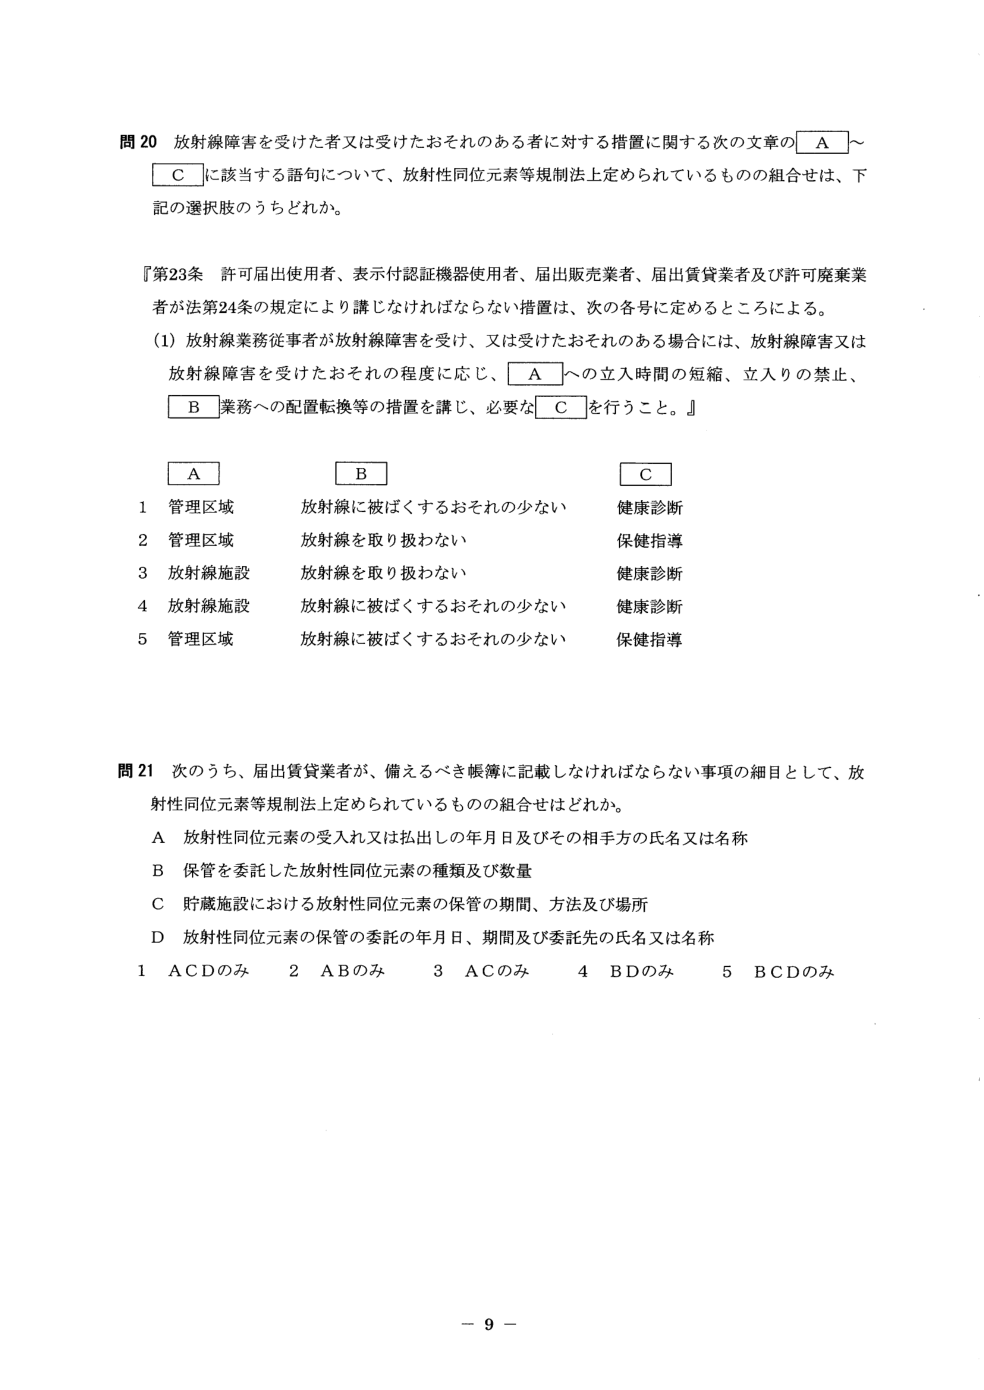 問20 放射線障害を受けた者又は受けたおそれのある者に対する措置に関する次の文章の A ～
C に該当する語句について、放射性同位元素等規制法上定められているものの組合せは、下
記の選択肢のうちどれか。
『第23条 許可届出使用者、表示付認証機器使用者、届出販売業者、届出賃貸業者及び許可廃棄業
者が法第24条の規定により講じなければならない措置は、次の各号に定めるところによる。
(1) 放射線業務従事者が放射線障害を受け、又は受けたおそれのある場合には、放射線障害又は
放射線障害を受けたおそれの程度に応じ、 A への立入時間の短縮、立入りの禁止、
B 業務への配置転換等の措置を講じ、必要な C を行うこと。』
A B C
1 管理区域 放射線に被ばくするおそれの少ない 健康診断
2 管理区域 放射線を取り扱わない 保健指導
3 放射線施設 放射線を取り扱わない 健康診断
4 放射線施設 放射線に被ばくするおそれの少ない 健康診断
5 管理区域 放射線に被ばくするおそれの少ない 保健指導
問21 次のうち、届出賃貸業者が、備えるべき帳簿に記載しなければならない事項の細目として、放
射性同位元素等規制法上定められているものの組合せはどれか。
A 放射性同位元素の受入れ又は払出しの年月日及びその相手方の氏名又は名称
B 保管を委託した放射性同位元素の種類及び数量
C 貯蔵施設における放射性同位元素の保管の期間、方法及び場所
D 放射性同位元素の保管の委託の年月日、期間及び委託先の氏名又は名称
1 ACDのみ 2 ABのみ 3 ACのみ 4 BDのみ 5 BCDのみ
－ 9 －